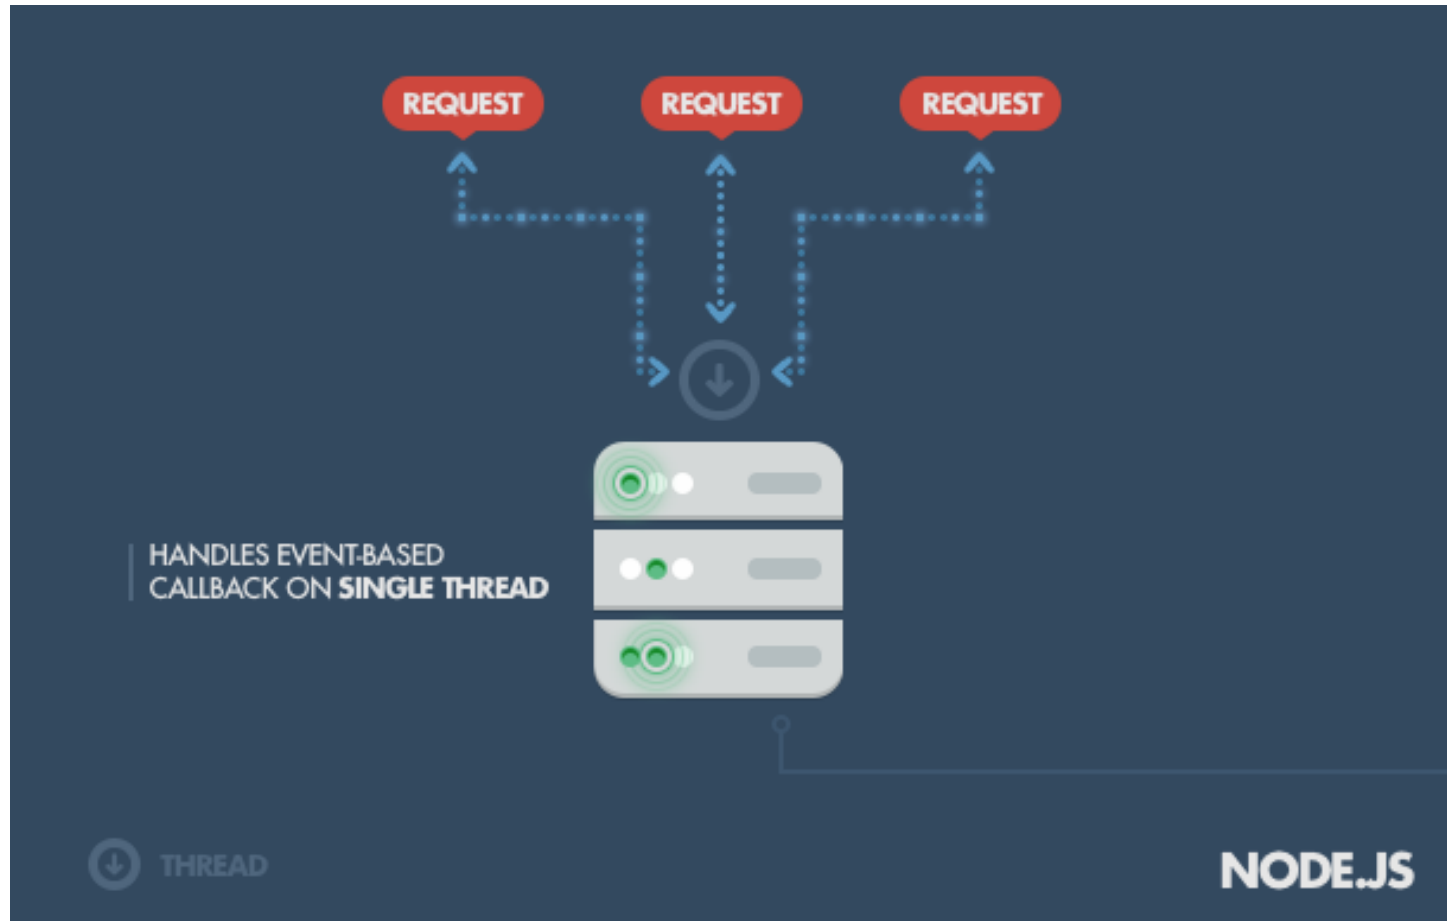 REQUEST REQUEST REQUEST
HANDLES EVENT-BASED
CALLBACK ON SINGLE THREAD
THREAD
NODE.JS